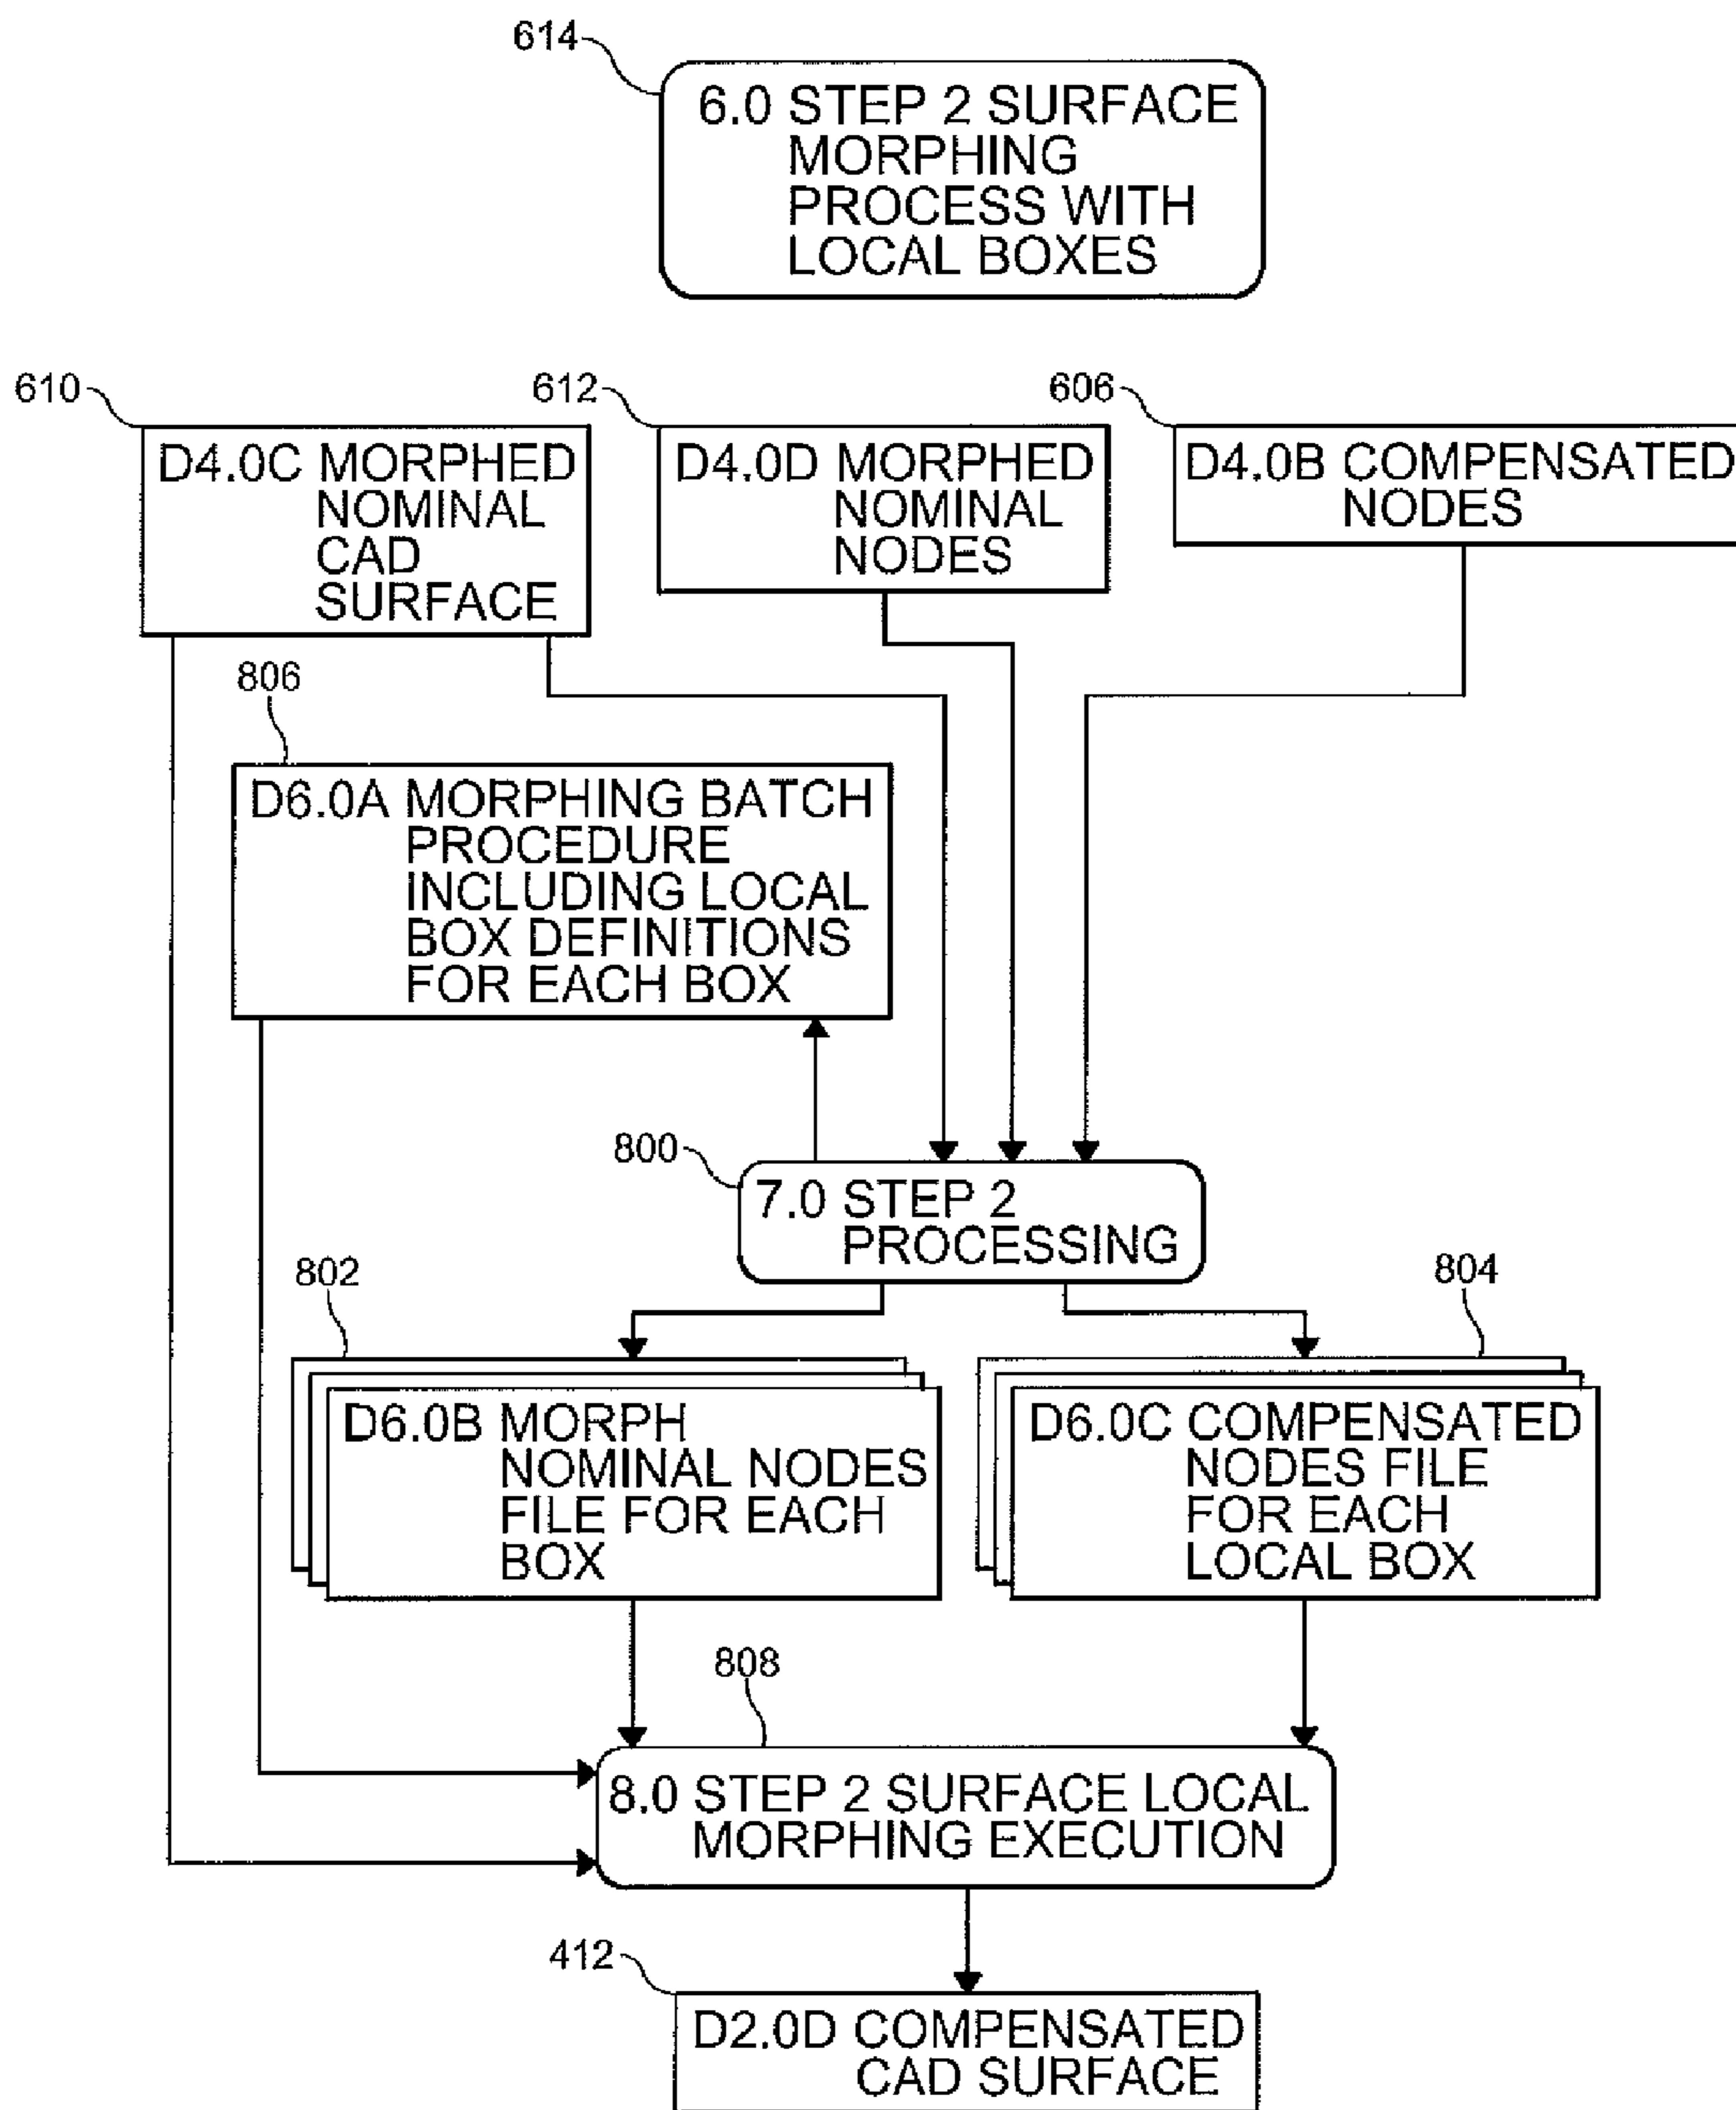 614
6.0 STEP 2 SURFACE
MORPHING
PROCESS WITH
LOCAL BOXES
610
D4.0C MORPHED
NOMINAL
CAD
SURFACE
612
D4.0D MORPHED
NOMINAL
NODES
606
D4.0B COMPENSATED
NODES
806
D6.0A MORPHING BATCH
PROCEDURE
INCLUDING LOCAL
BOX DEFINITIONS
FOR EACH BOX
800
7.0 STEP 2
PROCESSING
802
D6.0B MORPH
NOMINAL NODES
FILE FOR EACH
BOX
804
D6.0C COMPENSATED
NODES FILE
FOR EACH
LOCAL BOX
808
8.0 STEP 2 SURFACE LOCAL
MORPHING EXECUTION
412
D2.0D COMPENSATED
CAD SURFACE